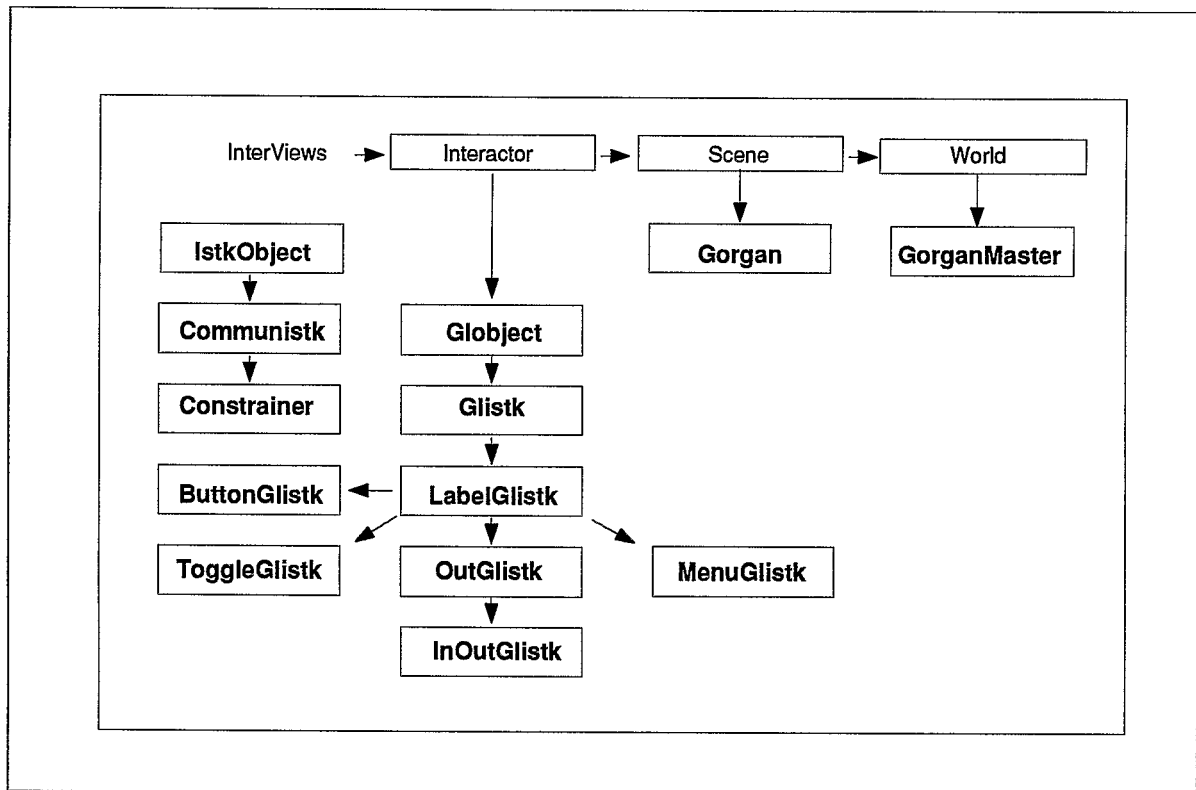 InterViews Interactor Scene World
IstkObject Gorgan GorganMaster
Communistk Globject
Constrainer Glistk
ButtonGlistk LabelGlistk
ToggleGlistk OutGlistk MenuGlistk
InOutGlistk